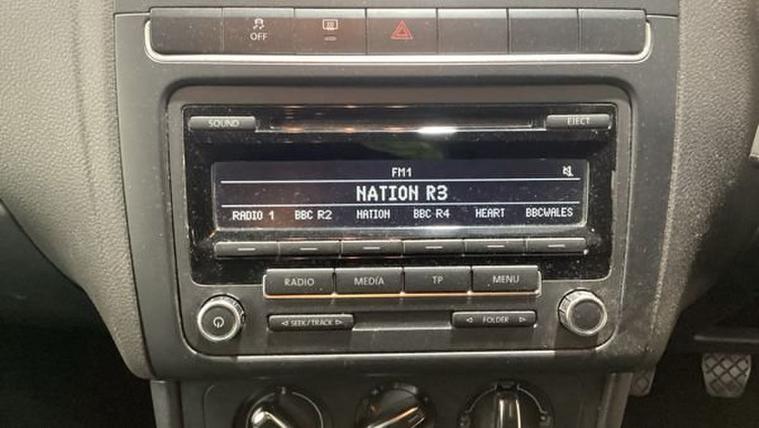 OFF
SOUND EJECT
FM1
NATION R3
RADIO 1 BBC R2 NATION BBC R4 HEART BBCWALES
RADIO MEDIA TP MENU
SEEK/TRACK FOLDER